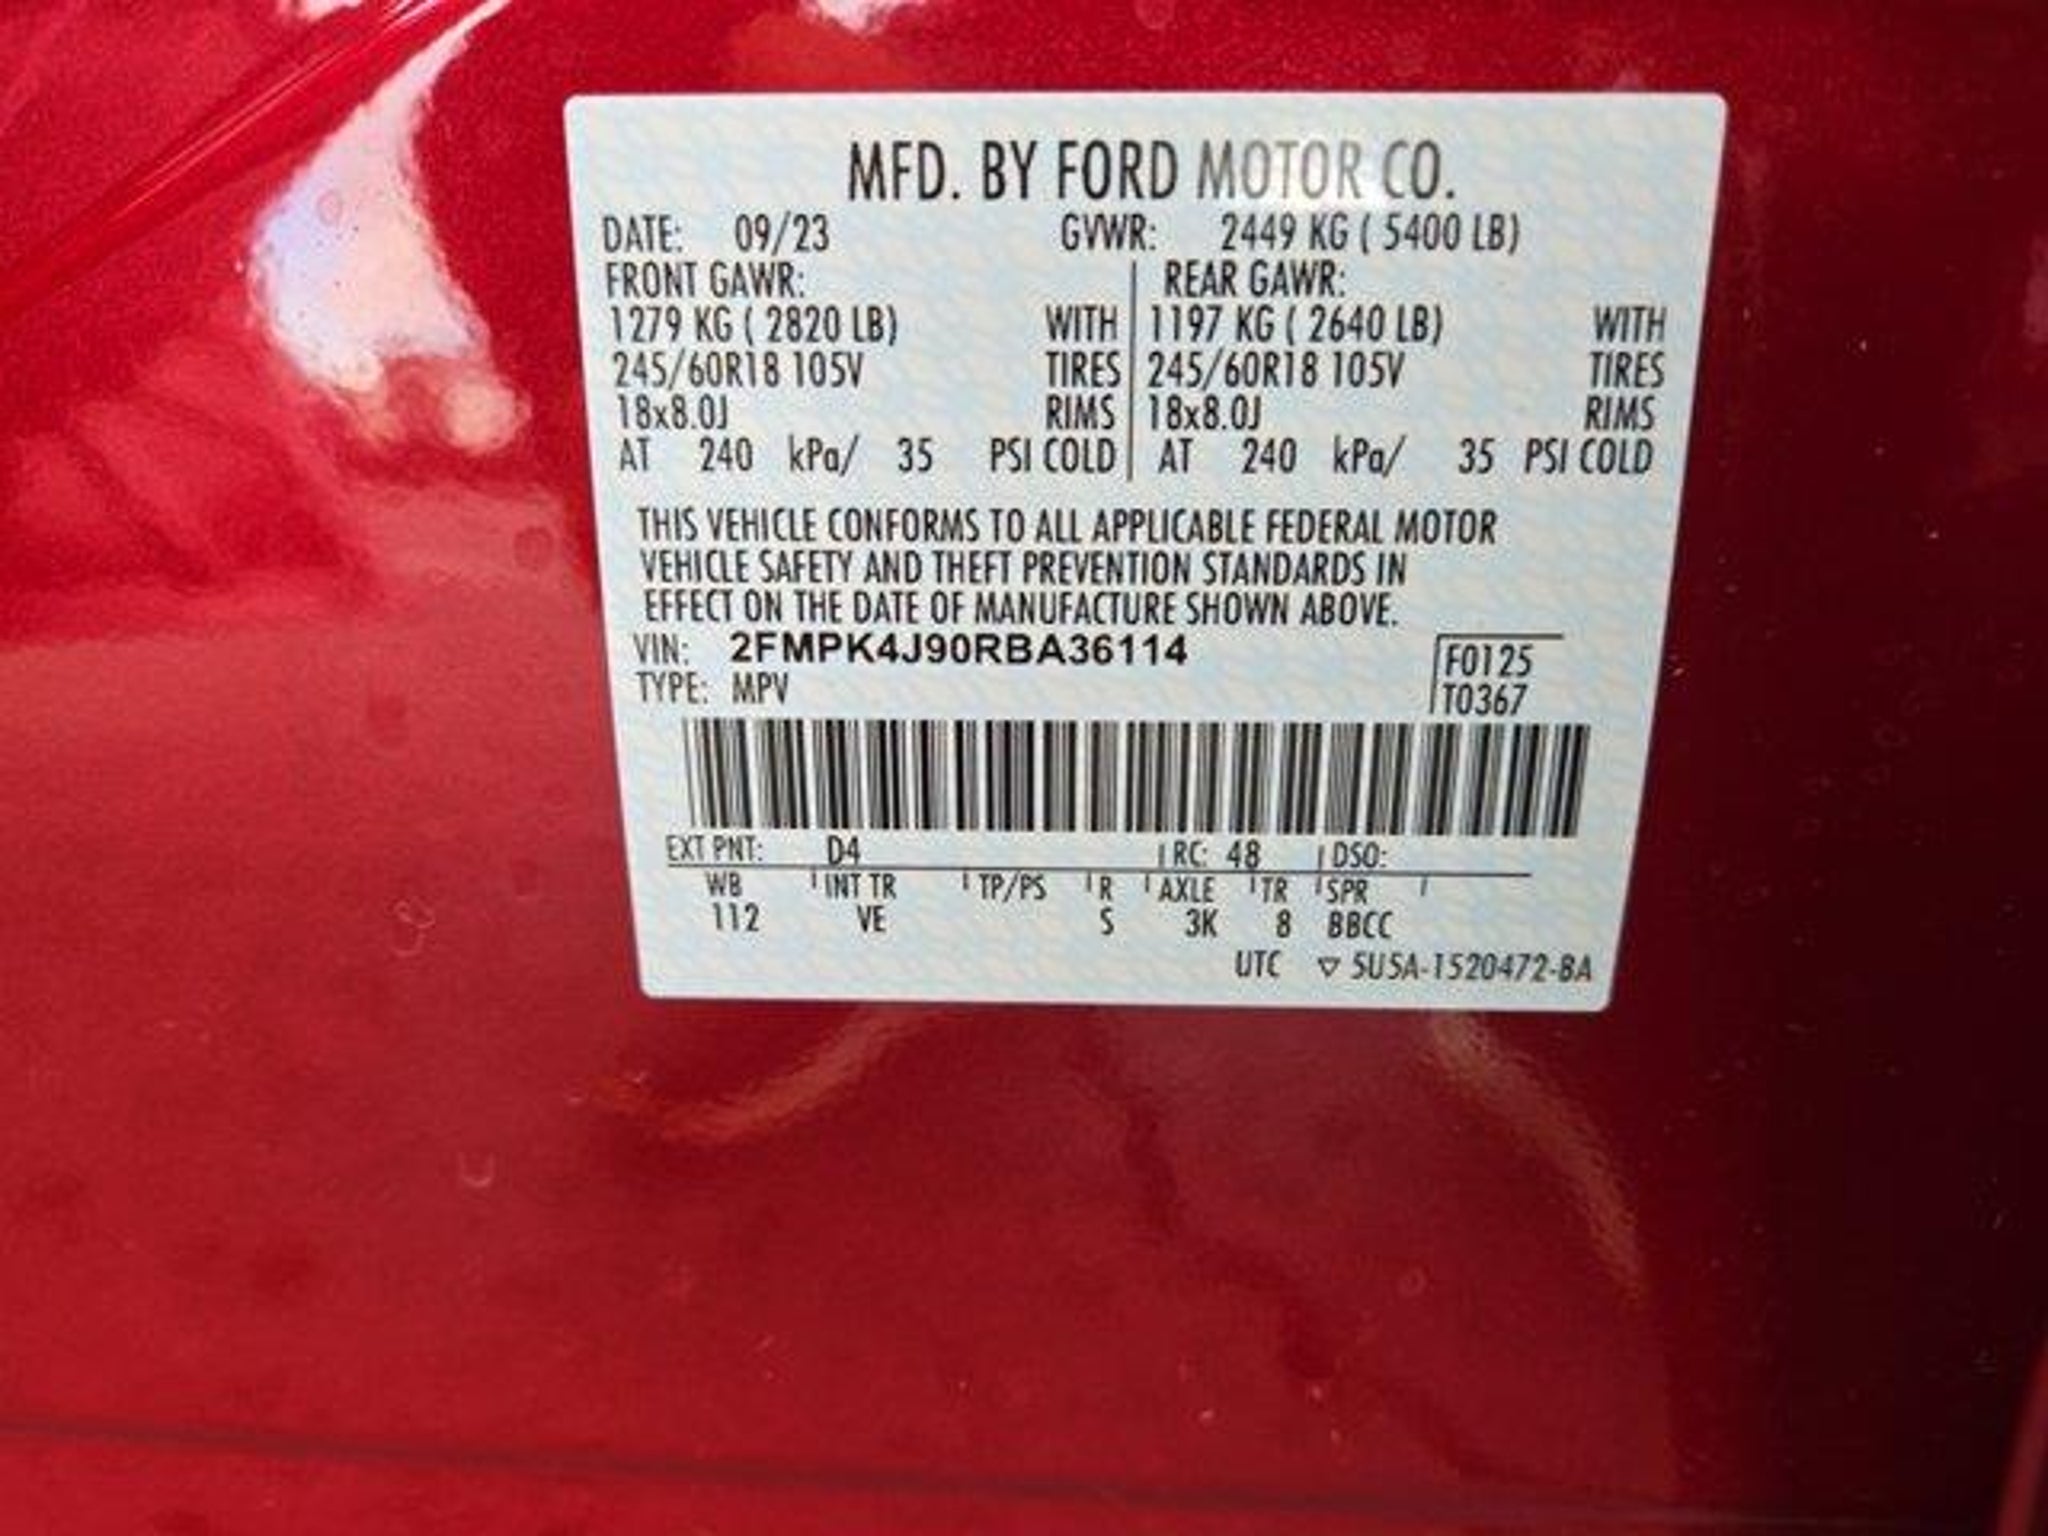 MFD. BY FORD MOTOR CO.
DATE: 09/23 GVWR: 2449 KG ( 5400 LB)
FRONT GAWR: REAR GAWR:
1279 KG ( 2820 LB) WITH 1197 KG ( 2640 LB) WITH
245/60R18 105V TIRES 245/60R18 105V TIRES
18x8.0J RIMS 18x8.0J RIMS
AT 240 kPa/ 35 PSI COLD AT 240 kPa/ 35 PSI COLD
THIS VEHICLE CONFORMS TO ALL APPLICABLE FEDERAL MOTOR
VEHICLE SAFETY AND THEFT PREVENTION STANDARDS IN
EFFECT ON THE DATE OF MANUFACTURE SHOWN ABOVE.
VIN: 2FMPK4J90RBA36114 F0125
TYPE: MPV T0367
EXT PNT: D4 RC: 48 DSO:
WB INT TR TP/PS R AXLE TR SPR
112 VE S 3K 8 BBCC
UTC ▽ 5U5A-1520472-BA